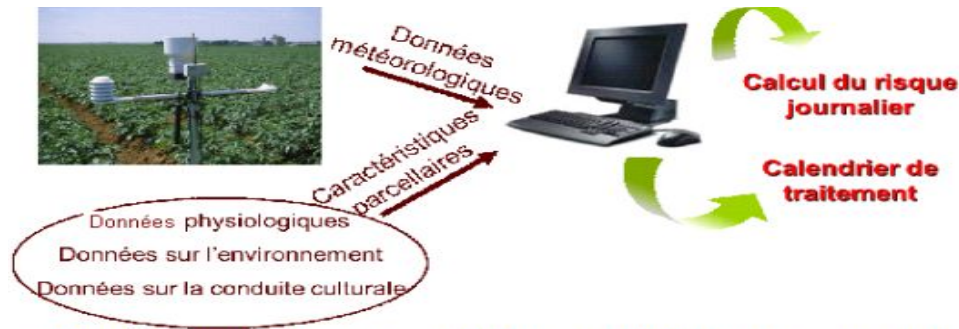 Données
météorologiques
Calcul du risque
journalier
Caractéristiques
parcellaires
Calendrier de
traitement
Données physiologiques
Données sur l'environnement
Données sur la conduite culturale